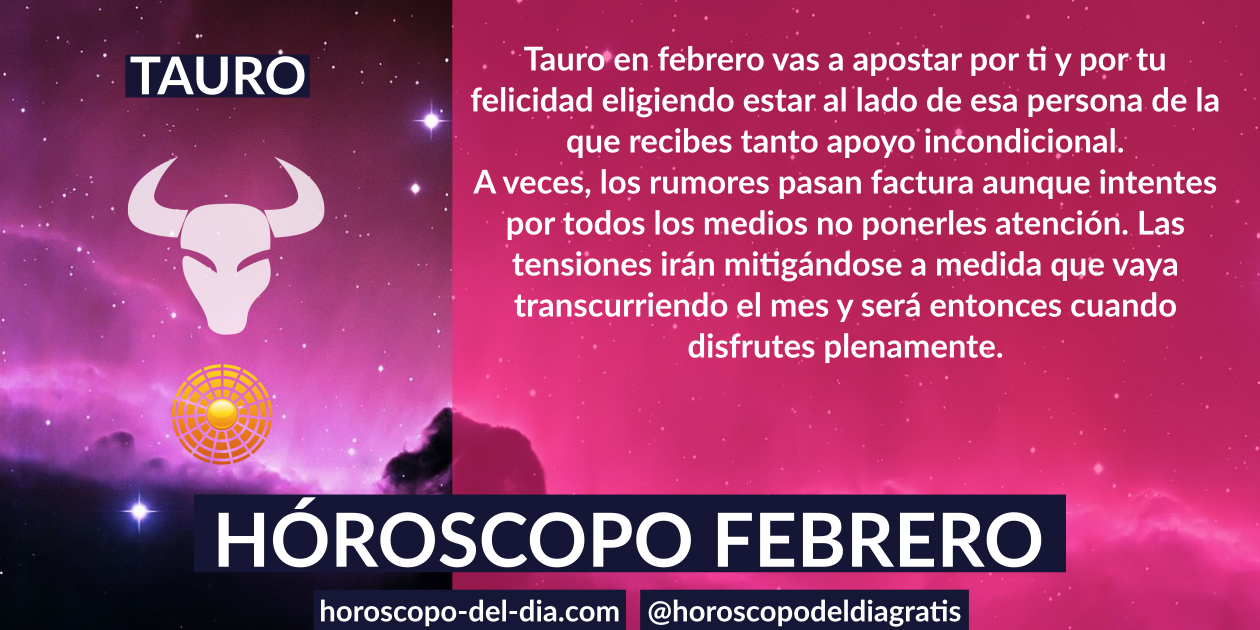 TAURO
Tauro en febrero vas a apostar por ti y por tu
felicidad eligiendo estar al lado de esa persona de la
que recibes tanto apoyo incondicional.
A veces, los rumores pasan factura aunque intentes
por todos los medios no ponerles atención. Las
tensiones irán mitigándose a medida que vaya
transcurriendo el mes y será entonces cuando
disfrutes plenamente.
HÓROSCOPO FEBRERO
horoscopo-del-dia.com
@horoscopodeldiagratis